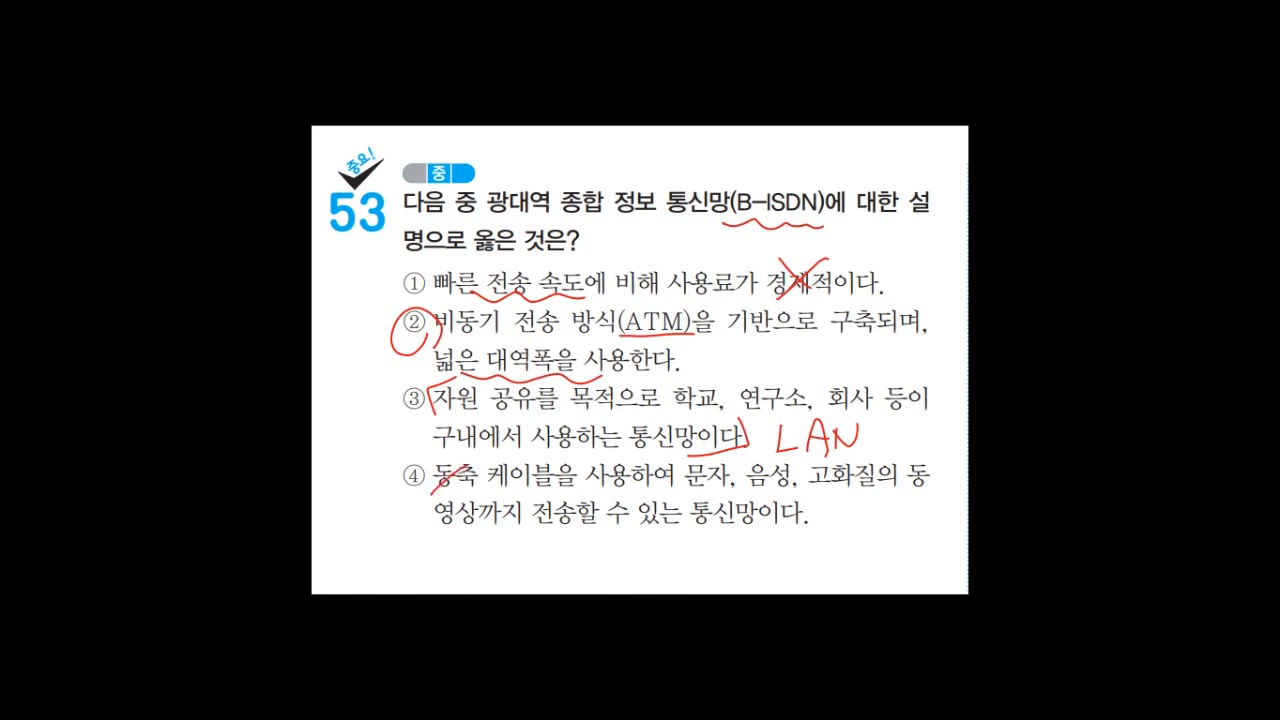 중요!
중
53 다음 중 광대역 종합 정보 통신망(B-ISDN)에 대한 설
명으로 옳은 것은?
① 빠른 전송 속도에 비해 사용료가 경제적이다.
② 비동기 전송 방식(ATM)을 기반으로 구축되며,
넓은 대역폭을 사용한다.
③ 자원 공유를 목적으로 학교, 연구소, 회사 등이
구내에서 사용하는 통신망이다. LAN
④ 동축 케이블을 사용하여 문자, 음성, 고화질의 동
영상까지 전송할 수 있는 통신망이다.